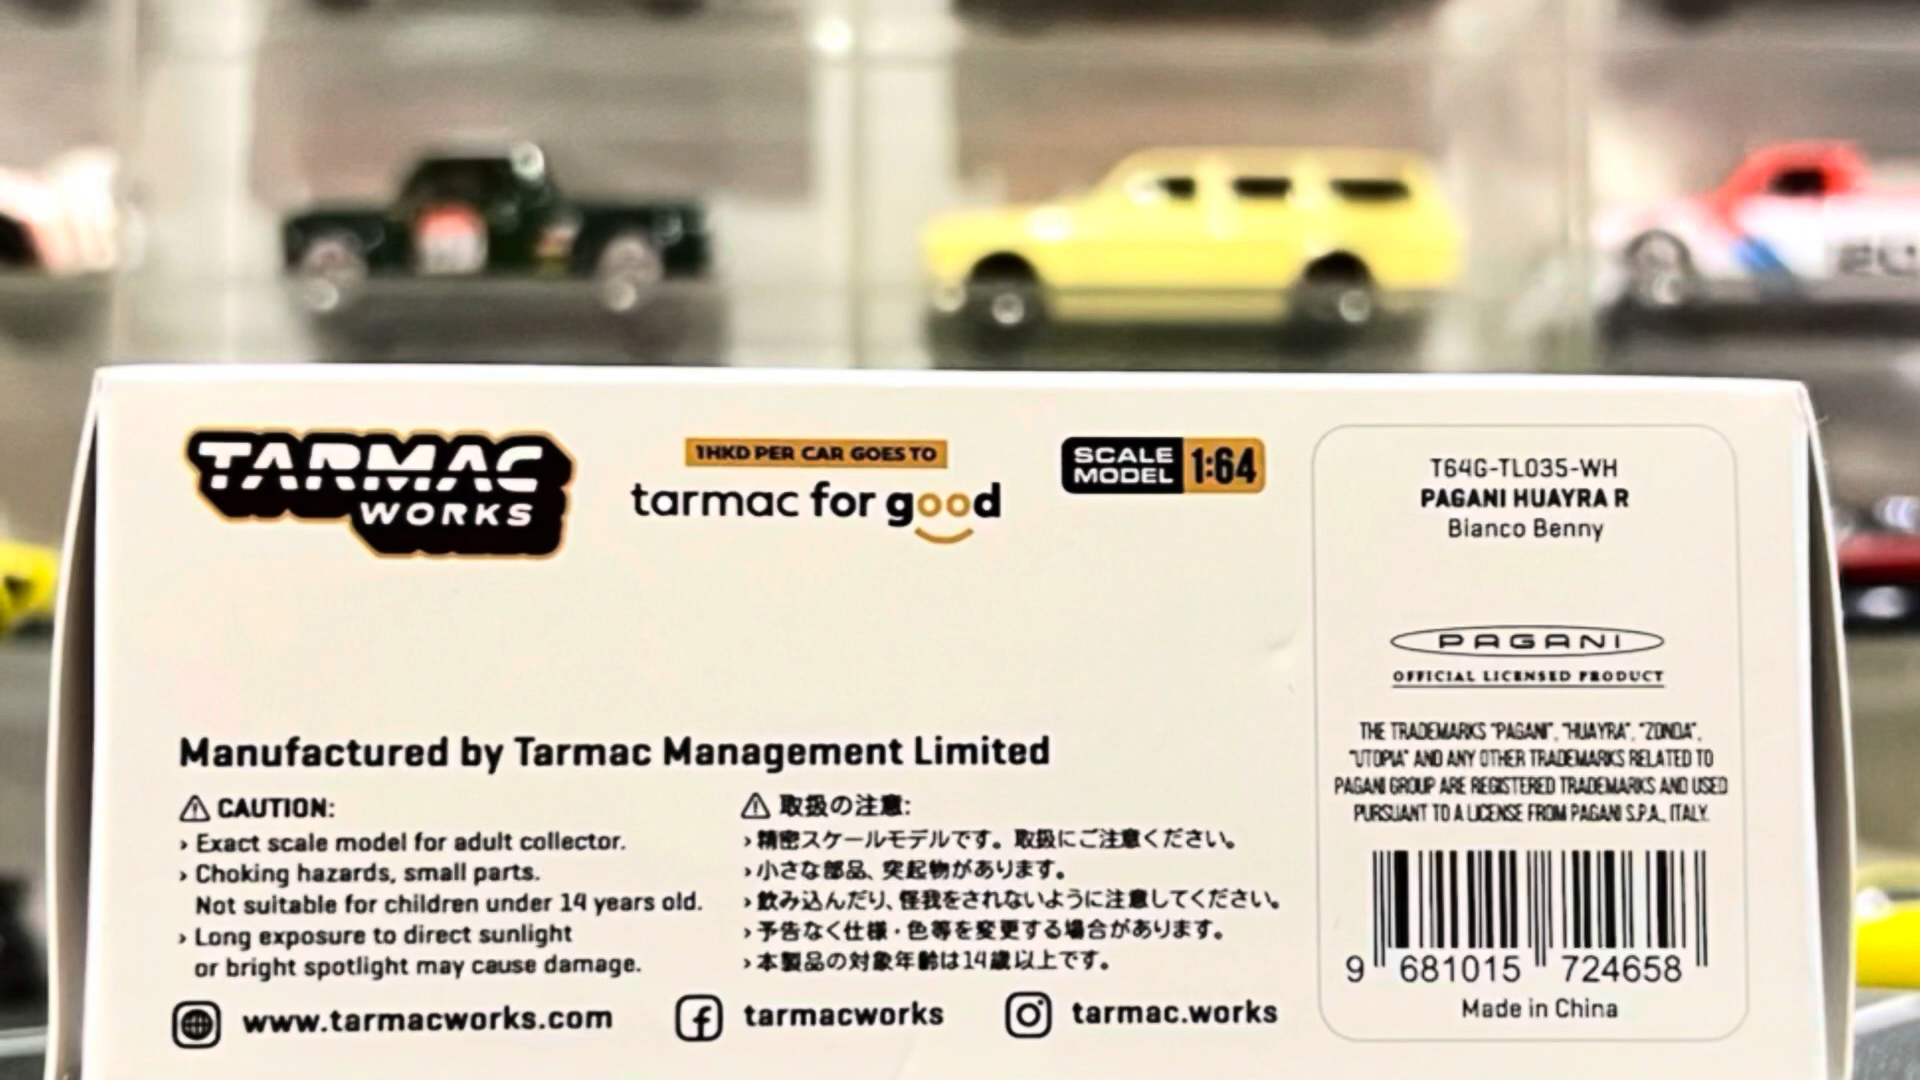 TARMAC
WORKS
1HKD PER CAR GOES TO
tarmac for good
SCALE
MODEL 1:64
T64G-TL035-WH
PAGANI HUAYRA R
Bianco Benny
PAGANI
OFFICIAL LICENSED PRODUCT
THE TRADEMARKS "PAGANI", "HUAYRA", "ZONDA",
"UTOPIA" AND ANY OTHER TRADEMARKS RELATED TO
PAGANI GROUP ARE REGISTERED TRADEMARKS AND USED
PURSUANT TO A LICENSE FROM PAGANI S.P.A., ITALY.
9 681015 724658
Made in China
Manufactured by Tarmac Management Limited
⚠ CAUTION:
› Exact scale model for adult collector.
› Choking hazards, small parts.
Not suitable for children under 14 years old.
› Long exposure to direct sunlight
or bright spotlight may cause damage.
⚠ 取扱の注意:
› 精密スケールモデルです。取扱にご注意ください。
› 小さな部品、突起物があります。
› 飲み込んだり、怪我をされないように注意してください。
› 予告なく仕様・色等を変更する場合があります。
› 本製品の対象年齢は14歳以上です。
www.tarmacworks.com
tarmacworks
tarmac.works